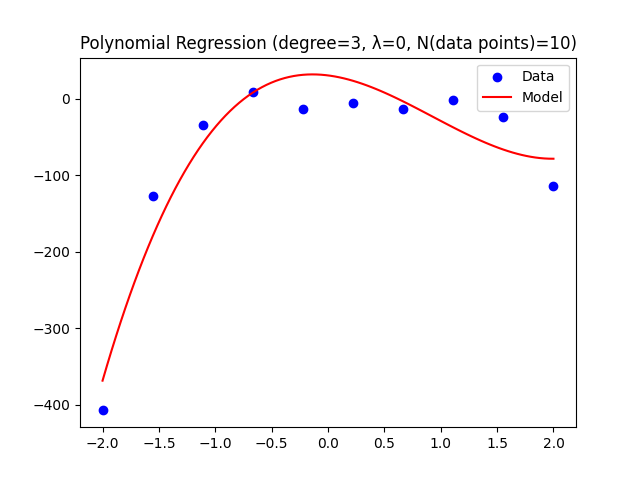 Polynomial Regression (degree=3, λ=0, N(data points)=10)
Data
Model
0
−100
−200
−300
−400
−2.0 −1.5 −1.0 −0.5 0.0 0.5 1.0 1.5 2.0